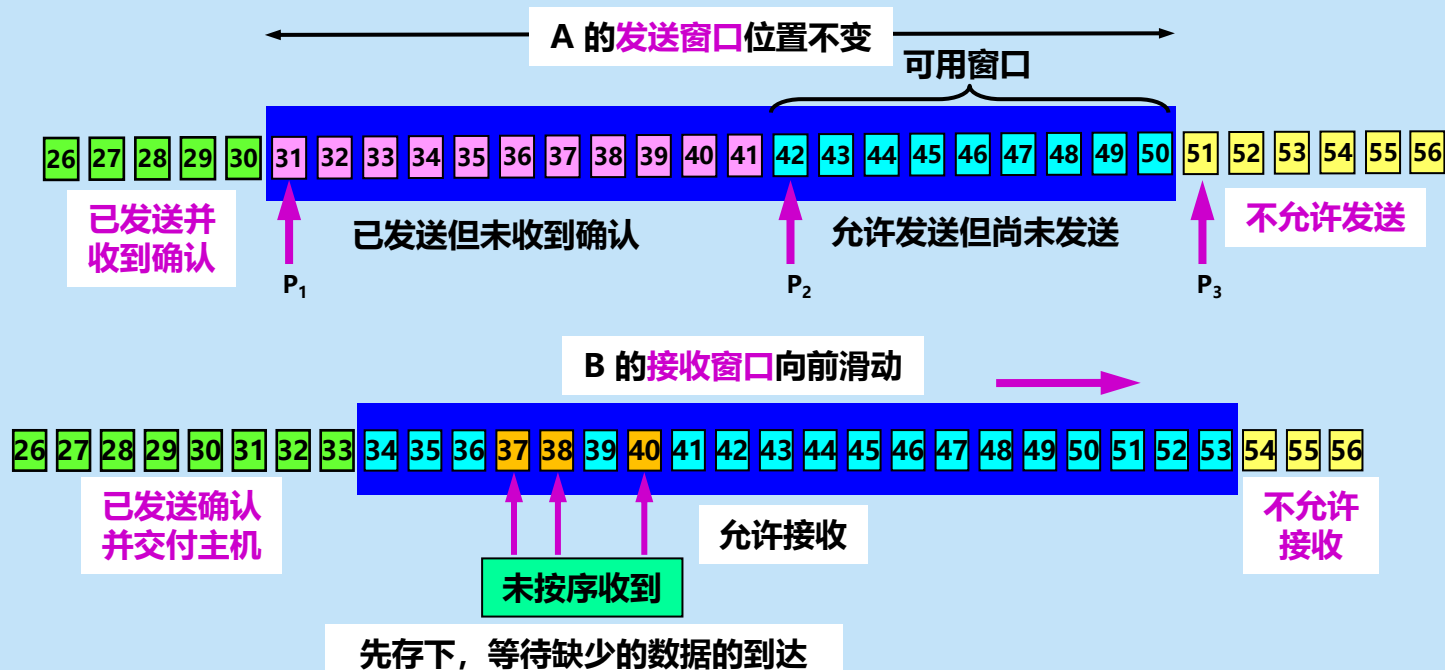 A 的发送窗口位置不变
可用窗口
26 27 28 29 30 31 32 33 34 35 36 37 38 39 40 41 42 43 44 45 46 47 48 49 50 51 52 53 54 55 56
已发送并
收到确认
已发送但未收到确认
允许发送但尚未发送
不允许发送
P₁
P₂
P₃
B 的接收窗口向前滑动
26 27 28 29 30 31 32 33 34 35 36 37 38 39 40 41 42 43 44 45 46 47 48 49 50 51 52 53 54 55 56
已发送确认
并交付主机
允许接收
不允许
接收
未按序收到
先存下，等待缺少的数据的到达